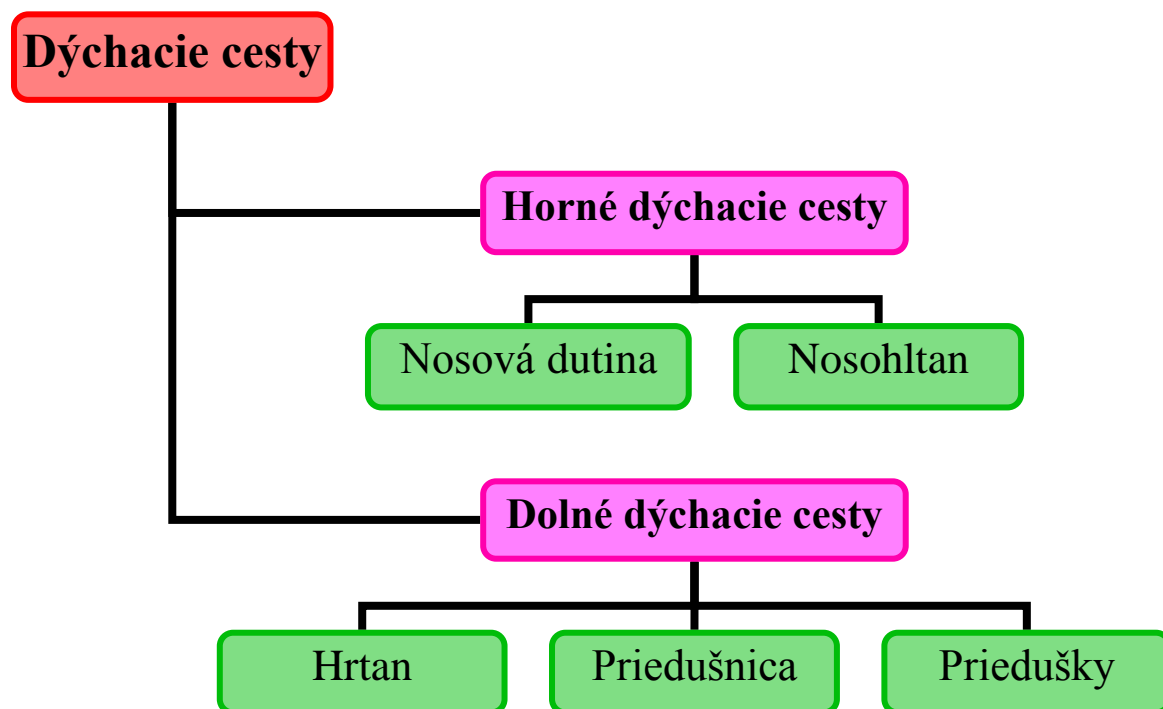 Dýchacie cesty
Horné dýchacie cesty
Nosová dutina
Nosohltan
Dolné dýchacie cesty
Hrtan
Priedušnica
Priedušky